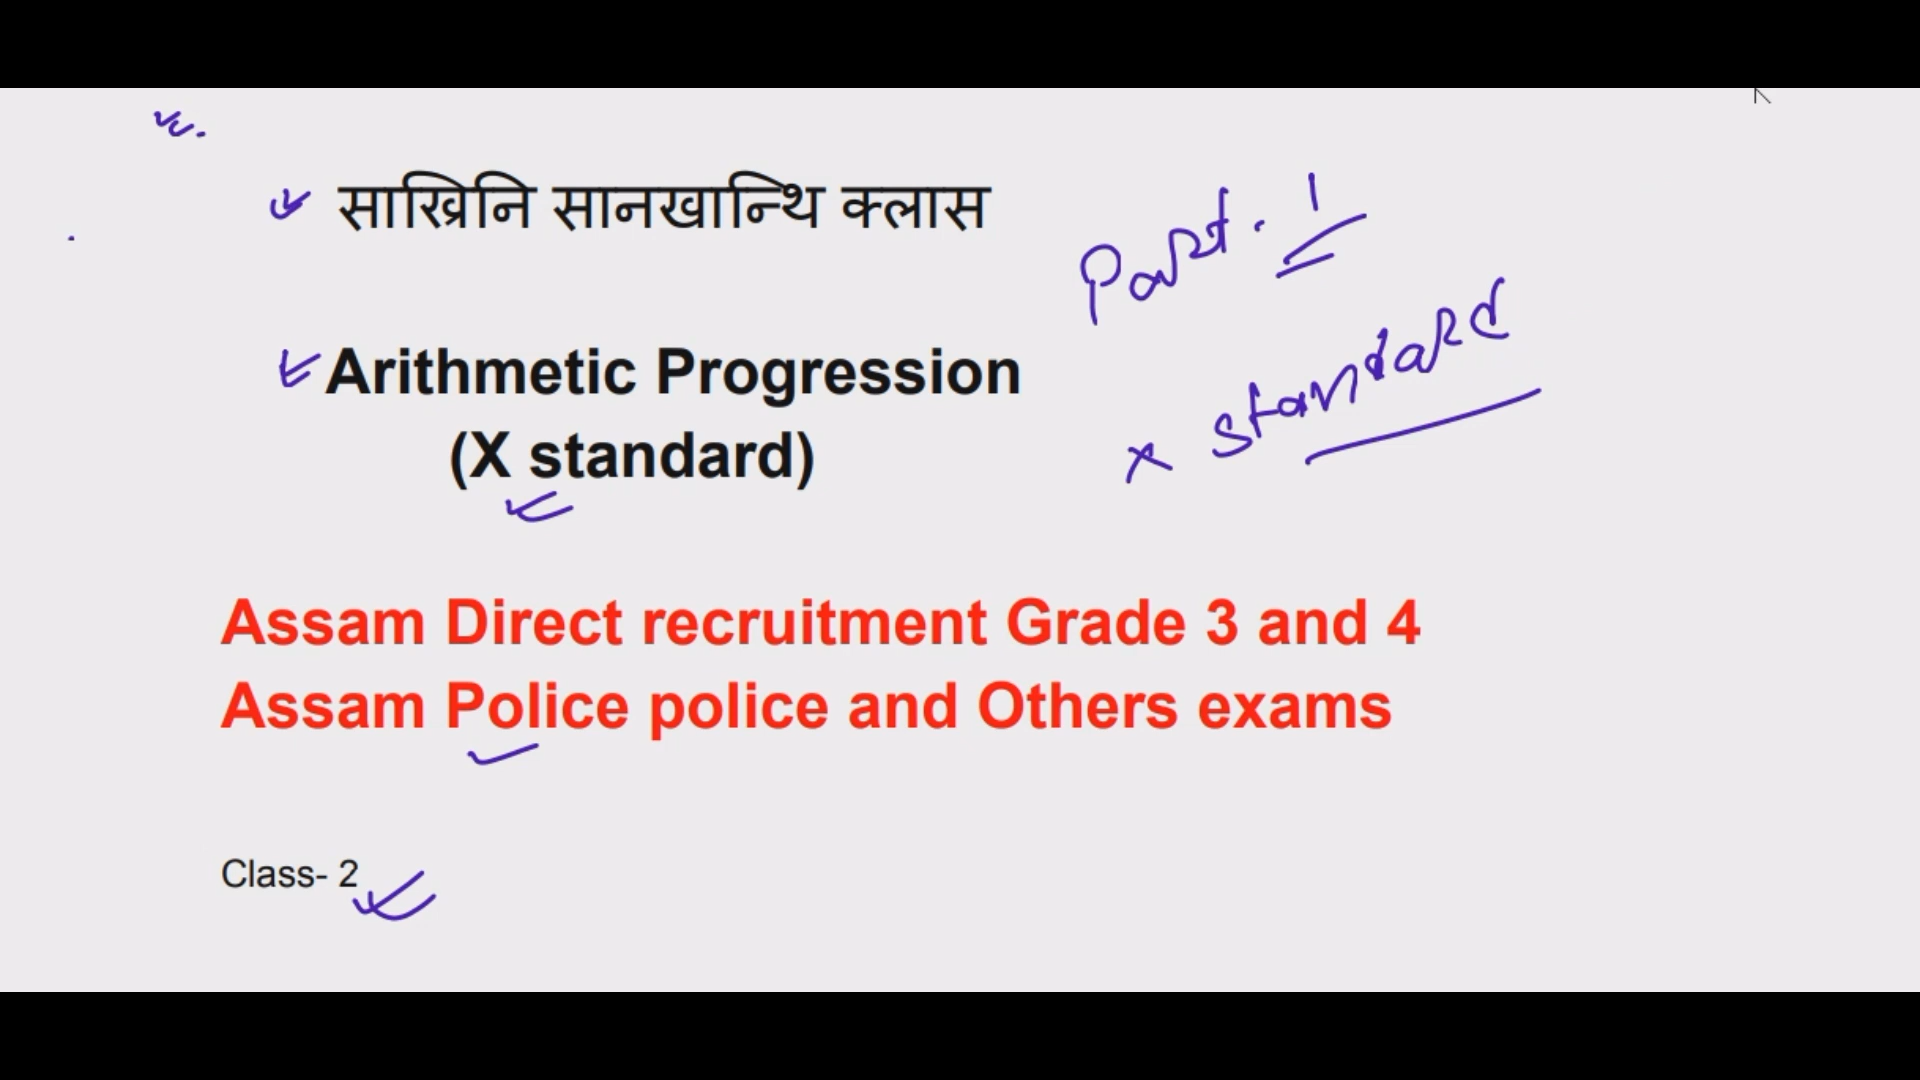 साख्रिनि सानखान्थि क्लास
Part. 1
Arithmetic Progression
(X standard)
X standard
Assam Direct recruitment Grade 3 and 4
Assam Police police and Others exams
Class- 2